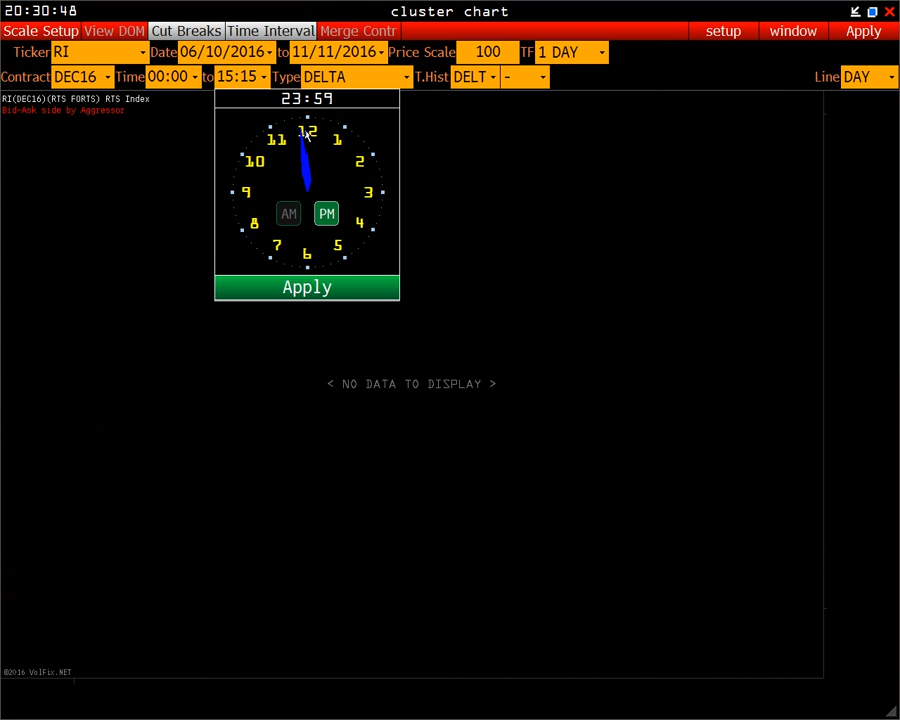 20:30:48 cluster chart
Scale Setup View DOM Cut Breaks Time Interval Merge Contr setup window Apply
Ticker RI Date 06/10/2016 to 11/11/2016 Price Scale 100 TF 1 DAY
Contract DEC16 Time 00:00 to 15:15 Type DELTA T.Hist DELT - Line DAY
RI(DEC16)(RTS FORTS) RTS Index
Bid-Ask side by Aggressor
23:59
12
11 1
10 2
9 3
AM PM
8 4
7 5
6
Apply
< NO DATA TO DISPLAY >
©2016 VolFix.NET